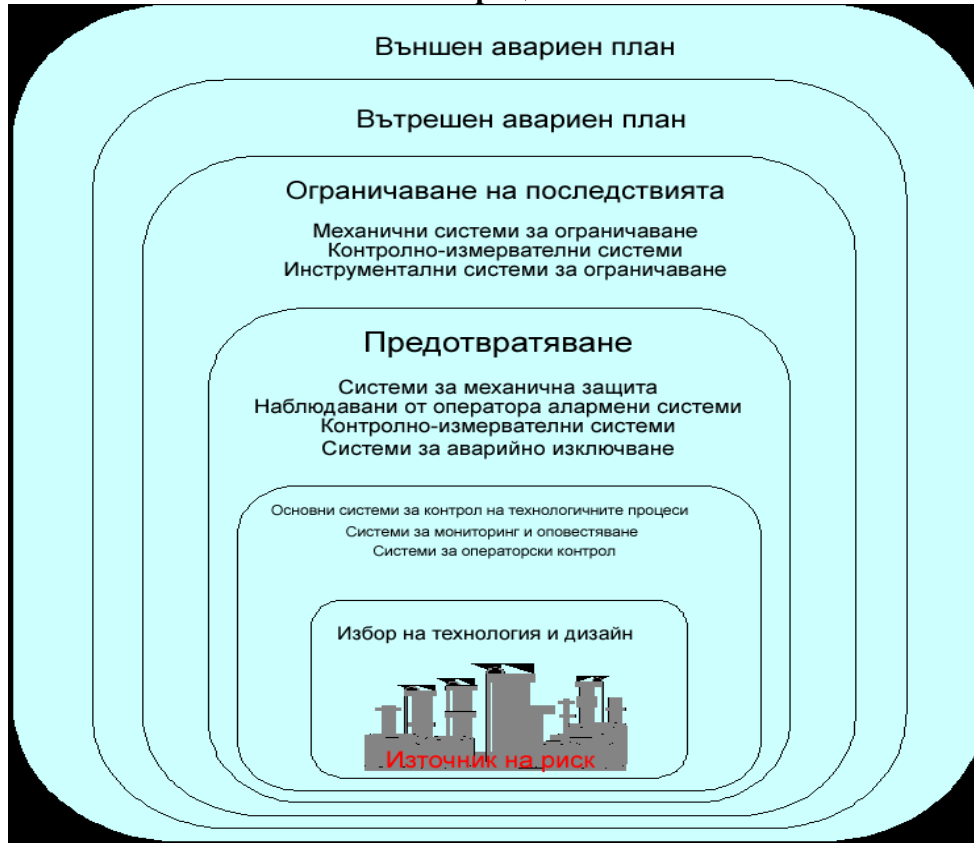 Външен авариен план
Вътрешен авариен план
Ограничаване на последствията
Механични системи за ограничаване
Контролно-измервателни системи
Инструментални системи за ограничаване
Предотвратяване
Системи за механична защита
Наблюдавани от оператора алармени системи
Контролно-измервателни системи
Системи за аварийно изключване
Основни системи за контрол на технологичните процеси
Системи за мониторинг и оповестяване
Системи за операторски контрол
Избор на технология и дизайн
Източник на риск